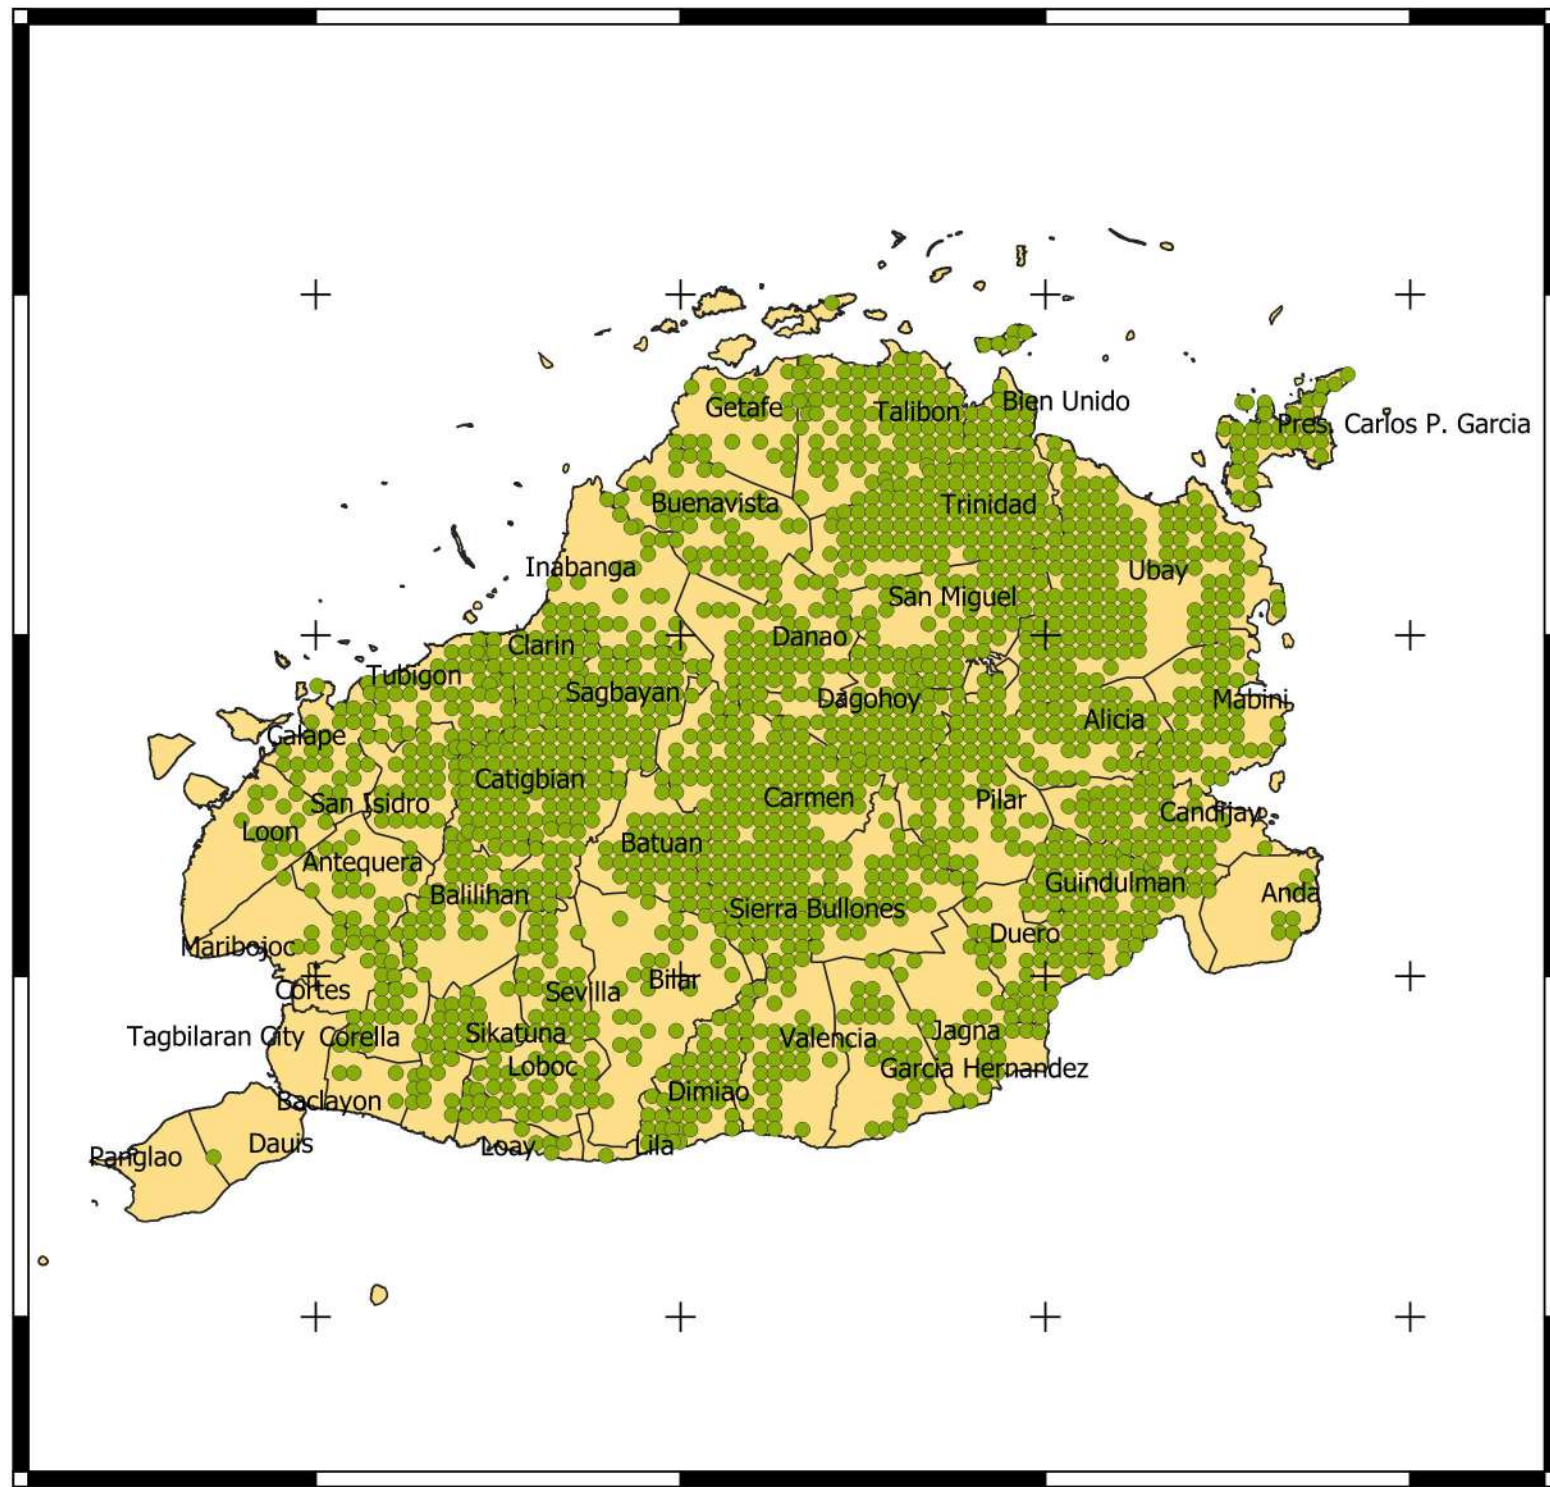 Bien Unido
Getafe
Talibon
Pres. Carlos P. Garcia
Buenavista
Trinidad
Inabanga
Ubay
San Miguel
Clarin
Danao
Tubigon
Sagbayan
Dagohoy
Mabini
Alicia
Calape
Catigbian
Carmen
Pilar
San Isidro
Candijay
Loon
Batuan
Antequera
Guindulman
Balilihan
Anda
Sierra Bullones
Duero
Maribojoc
Bilar
Cortes
Sevilla
Tagbilaran City
Corella
Sikatuna
Valencia
Jagna
Loboc
Garcia Hernandez
Dimiao
Baclayon
Dauis
Loay
Lila
Panglao